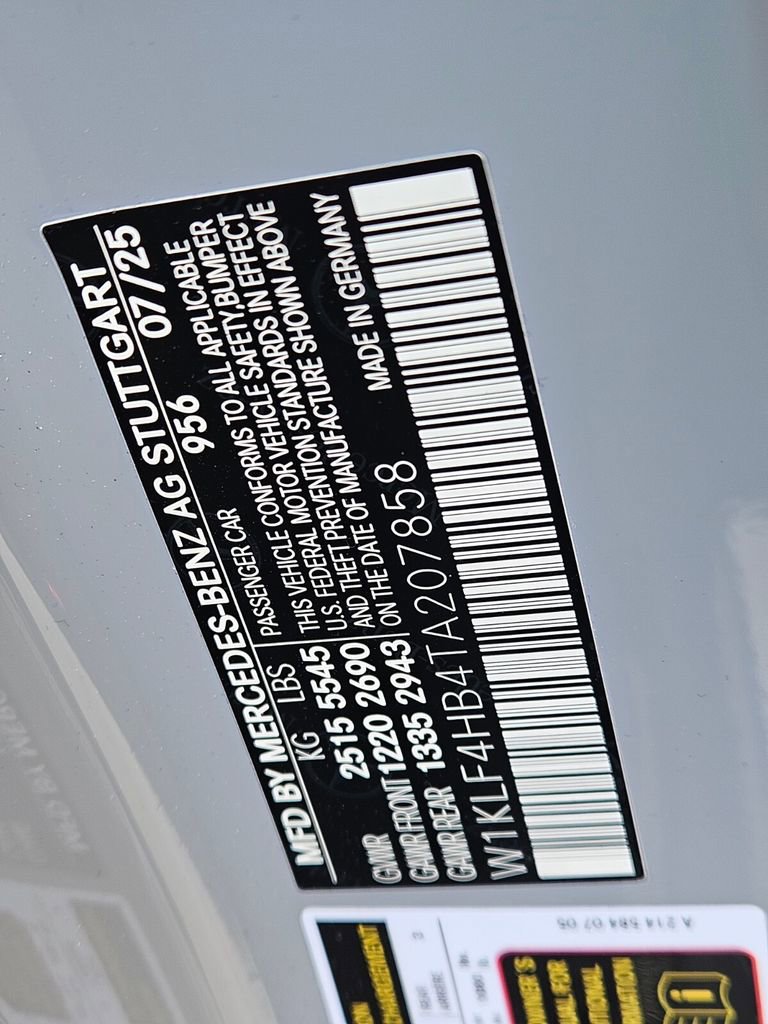 MFD BY MERCEDES-BENZ AG STUTTGART
KG LBS 956 07/25
GVWR 2515 5545
GAWR FRONT 1220 2690
GAWR REAR 1335 2943
PASSENGER CAR
THIS VEHICLE CONFORMS TO ALL APPLICABLE
U.S. FEDERAL MOTOR VEHICLE SAFETY,BUMPER
AND THEFT PREVENTION STANDARDS IN EFFECT
ON THE DATE OF MANUFACTURE SHOWN ABOVE
MADE IN GERMANY
W1KLF4HB4TA207858
A 214 584 07 05